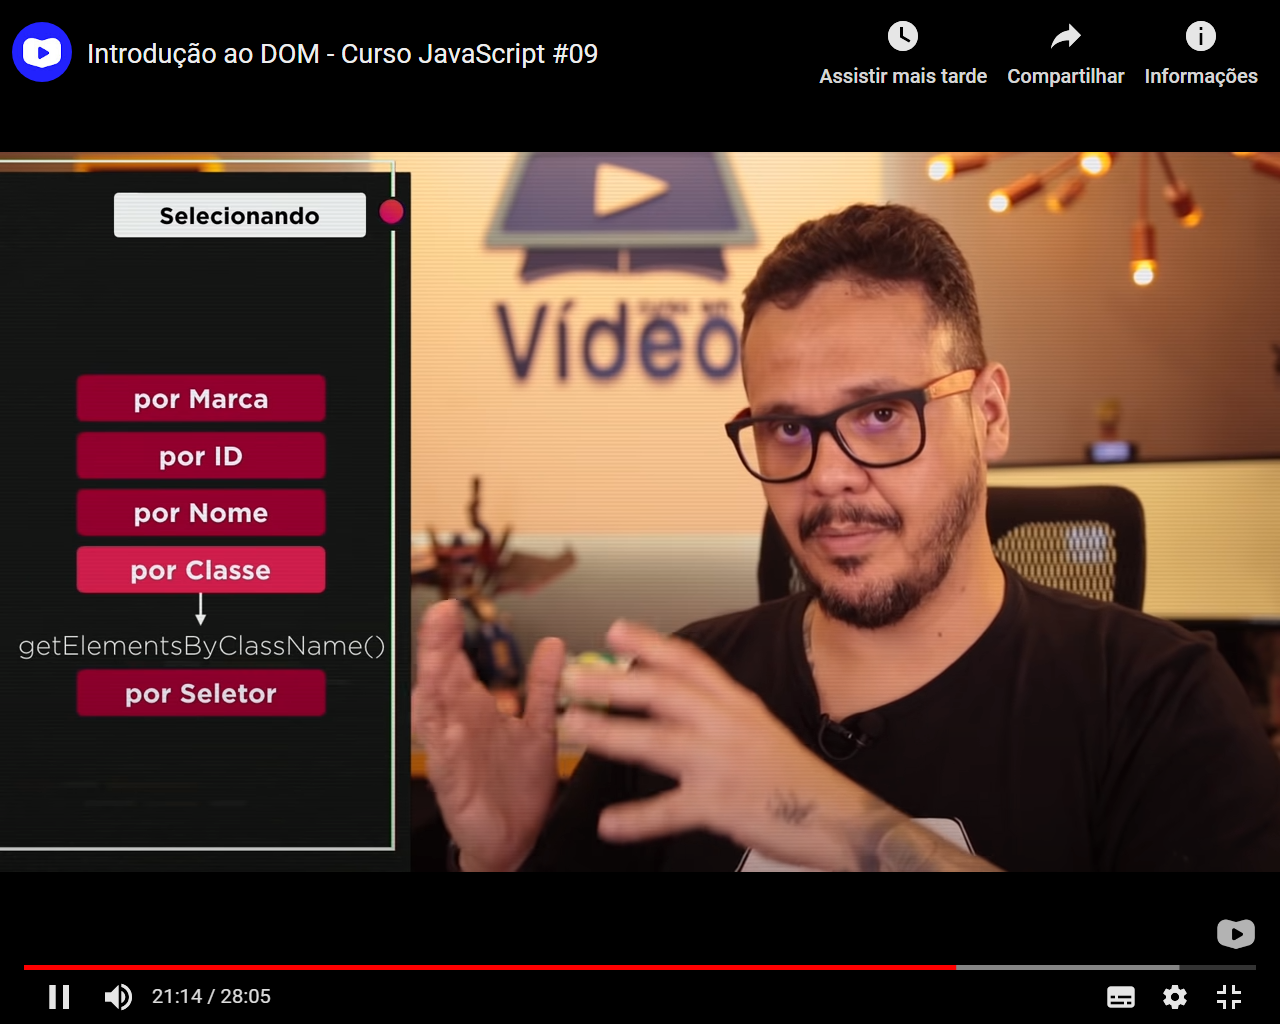 Introdução ao DOM - Curso JavaScript #09
Assistir mais tarde
Compartilhar
Informações
Selecionando
por Marca
por ID
por Nome
por Classe
getElementsByClassName()
por Seletor
Vídeo
21:14 / 28:05